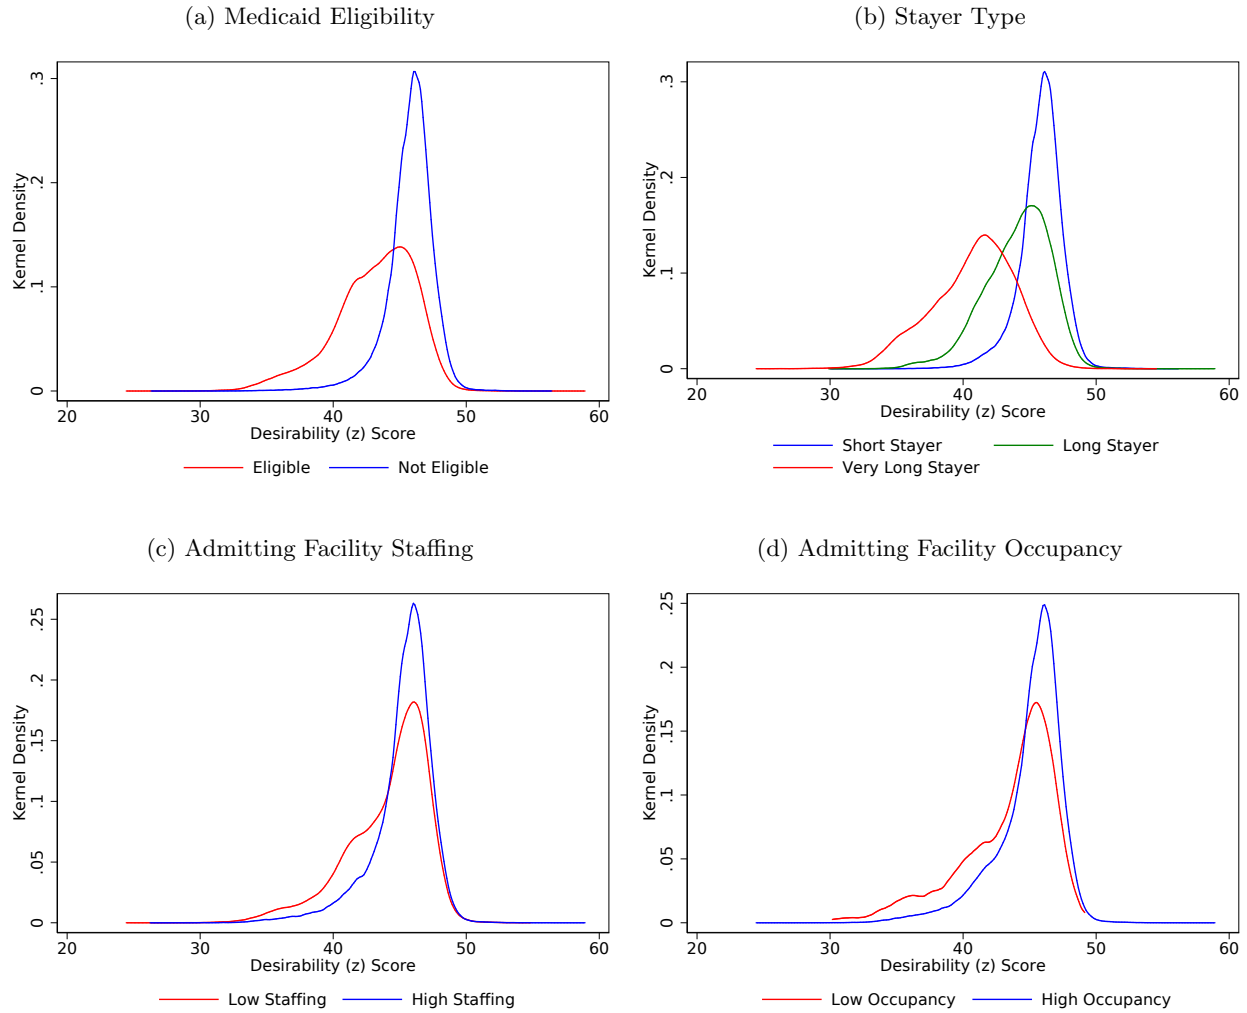 (a) Medicaid Eligibility
Kernel Density
0 .1 .2 .3
20 30 40 50 60
Desirability (z) Score
Eligible Not Eligible
(b) Stayer Type
Kernel Density
0 .1 .2 .3
20 30 40 50 60
Desirability (z) Score
Short Stayer Long Stayer
Very Long Stayer
(c) Admitting Facility Staffing
Kernel Density
0 .05 .1 .15 .2 .25
20 30 40 50 60
Desirability (z) Score
Low Staffing High Staffing
(d) Admitting Facility Occupancy
Kernel Density
0 .05 .1 .15 .2 .25
20 30 40 50 60
Desirability (z) Score
Low Occupancy High Occupancy